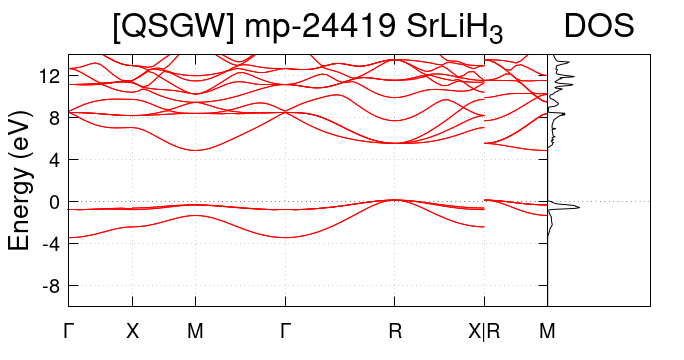 [QSGW] mp-24419 SrLiH₃ DOS
Energy (eV)
12
8
4
0
-4
-8
Γ X M Γ R X|R M